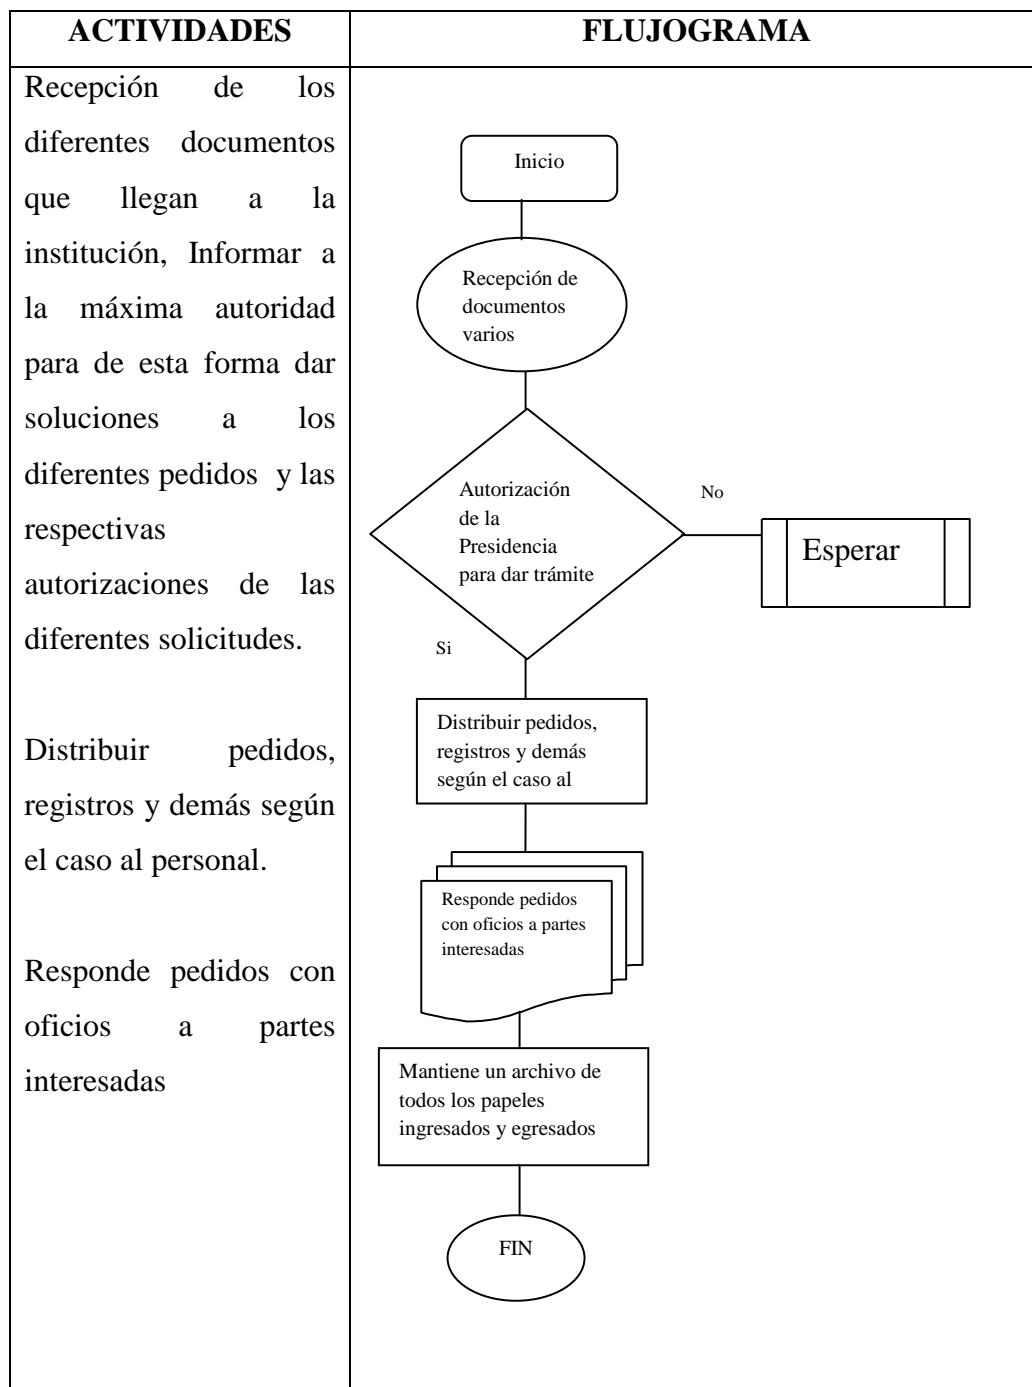 ACTIVIDADES
FLUJOGRAMA
Recepción de los
diferentes documentos
que llegan a la
institución, Informar a
la máxima autoridad
para de esta forma dar
soluciones a los
diferentes pedidos y las
respectivas
autorizaciones de las
diferentes solicitudes.
Distribuir pedidos,
registros y demás según
el caso al personal.
Responde pedidos con
oficios a partes
interesadas
Inicio
Recepción de
documentos
varios
Autorización
de la
Presidencia
para dar trámite
No
Esperar
Si
Distribuir pedidos,
registros y demás
según el caso al
Responde pedidos
con oficios a partes
interesadas
Mantiene un archivo de
todos los papeles
ingresados y egresados
FIN